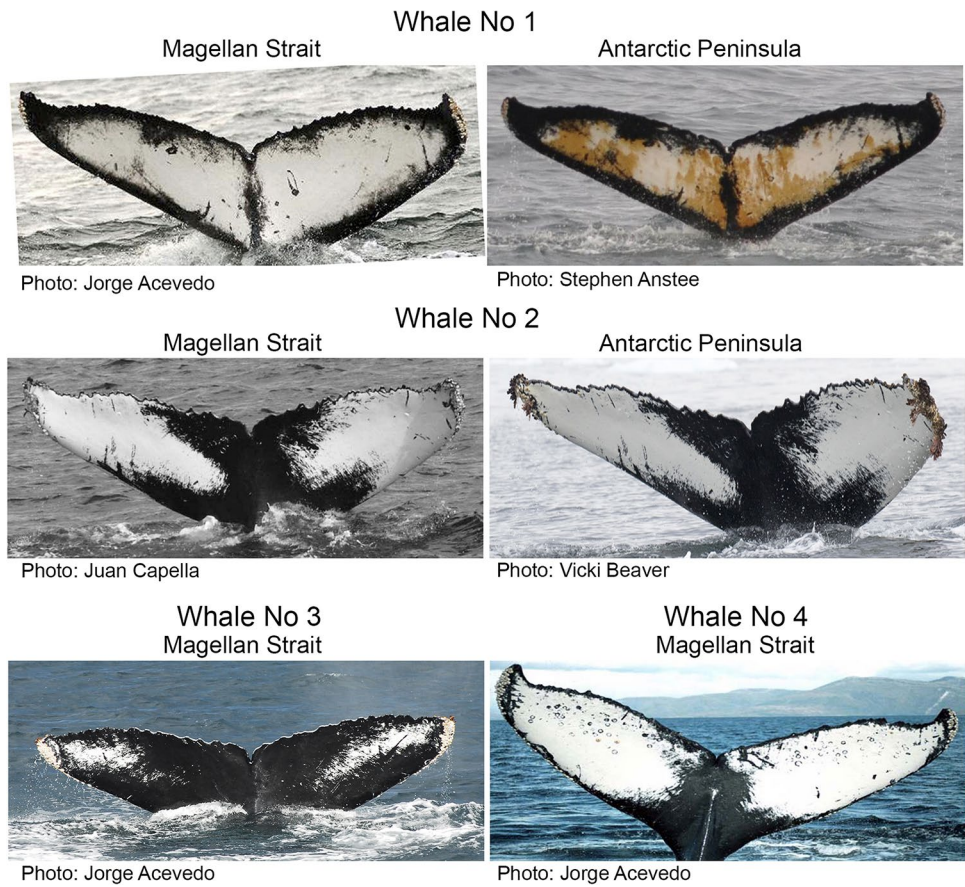 Whale No 1
Magellan Strait
Antarctic Peninsula
Photo: Jorge Acevedo
Photo: Stephen Anstee
Whale No 2
Magellan Strait
Antarctic Peninsula
Photo: Juan Capella
Photo: Vicki Beaver
Whale No 3
Magellan Strait
Whale No 4
Magellan Strait
Photo: Jorge Acevedo
Photo: Jorge Acevedo